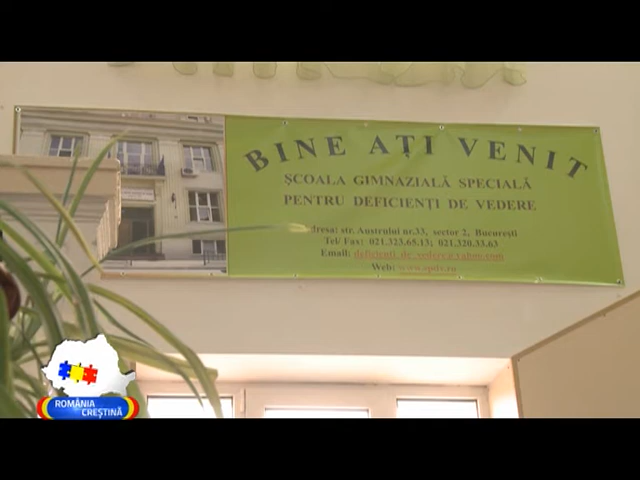 BINE AȚI VENIT
ȘCOALA GIMNAZIALĂ SPECIALĂ
PENTRU DEFICIENȚI DE VEDERE
str. Austrului nr.33, sector 2, București
Tel/ Fax: 021.323.65.13; 021.320.33.63
Email:
Web:
ROMÂNIA
CREȘTINĂ